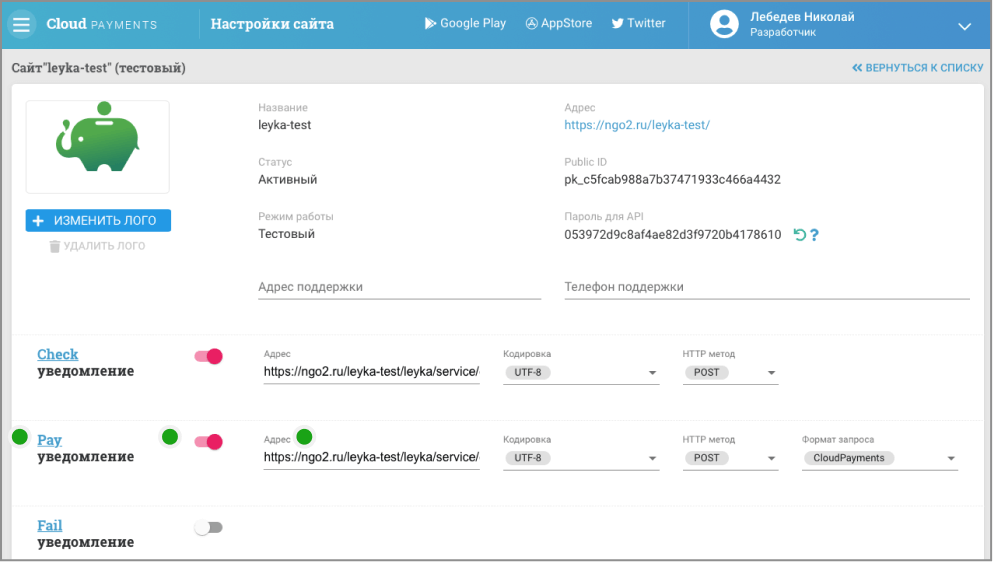 Cloud PAYMENTS
Настройки сайта
Google Play
AppStore
Twitter
Лебедев Николай
Разработчик
Сайт"leyka-test" (тестовый)
ВЕРНУТЬСЯ К СПИСКУ
Название
leyka-test
Адрес
https://ngo2.ru/leyka-test/
Статус
Активный
Public ID
pk_c5fcab988a7b37471933c466a4432
+ ИЗМЕНИТЬ ЛОГО
УДАЛИТЬ ЛОГО
Режим работы
Тестовый
Пароль для API
053972d9c8af4ae82d3f9720b4178610 ?
Адрес поддержки
Телефон поддержки
Check
уведомление
Адрес
https://ngo2.ru/leyka-test/leyka/service/
Кодировка
UTF-8
HTTP метод
POST
Pay
уведомление
Адрес
https://ngo2.ru/leyka-test/leyka/service/
Кодировка
UTF-8
HTTP метод
POST
Формат запроса
CloudPayments
Fail
уведомление